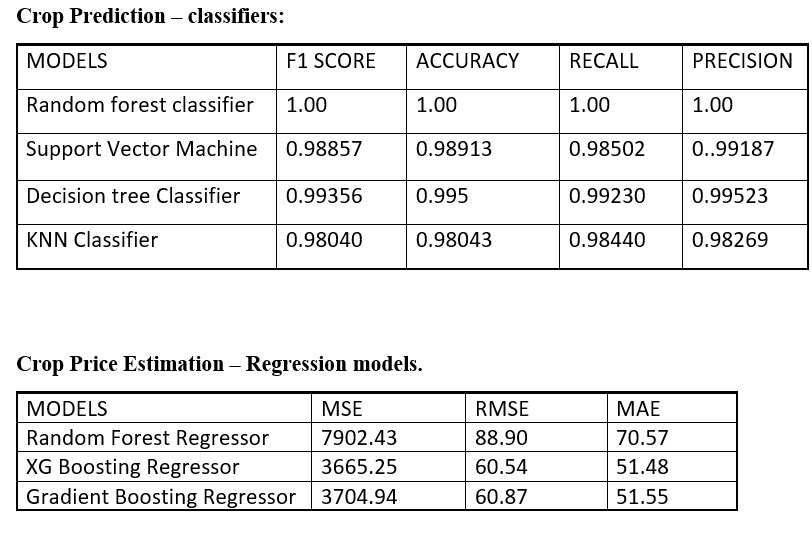 Crop Prediction – classifiers:
MODELS F1 SCORE ACCURACY RECALL PRECISION
Random forest classifier 1.00 1.00 1.00 1.00
Support Vector Machine 0.98857 0.98913 0.98502 0..99187
Decision tree Classifier 0.99356 0.995 0.99230 0.99523
KNN Classifier 0.98040 0.98043 0.98440 0.98269
Crop Price Estimation – Regression models.
MODELS MSE RMSE MAE
Random Forest Regressor 7902.43 88.90 70.57
XG Boosting Regressor 3665.25 60.54 51.48
Gradient Boosting Regressor 3704.94 60.87 51.55